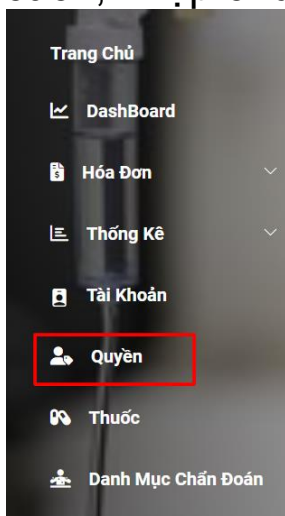 Trang Chủ
DashBoard
Hóa Đơn
Thống Kê
Tài Khoản
Quyền
Thuốc
Danh Mục Chẩn Đoán